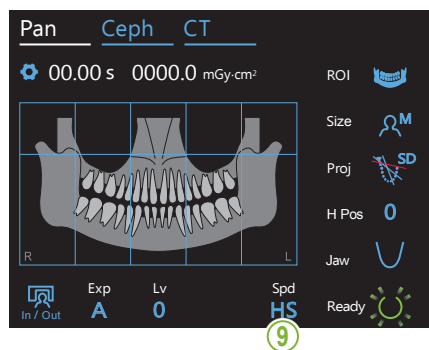 Pan Ceph CT
00.00 s 0000.0 mGy·cm²
ROI
Size M
Proj SD
H Pos 0
R L
Jaw
In / Out
Exp Lv Spd
A 0 HS
Ready
9